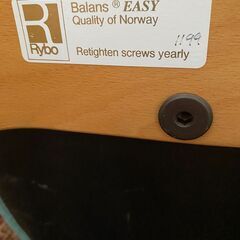 Balans ® EASY
Quality of Norway
1199
R
Rybo
Retighten screws yearly